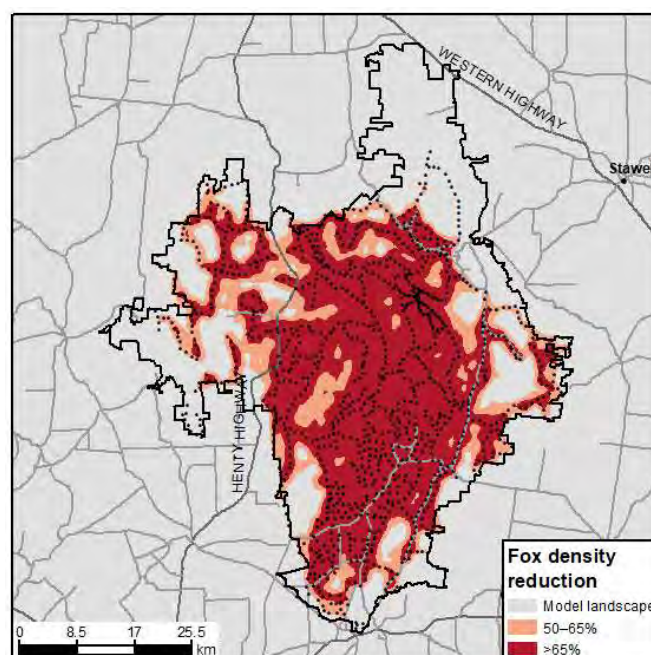 WESTERN HIGHWAY
Stawe
HENTY HIGHWAY
Fox density
reduction
Model landscape
50–65%
>65%
0 8.5 17 25.5
km